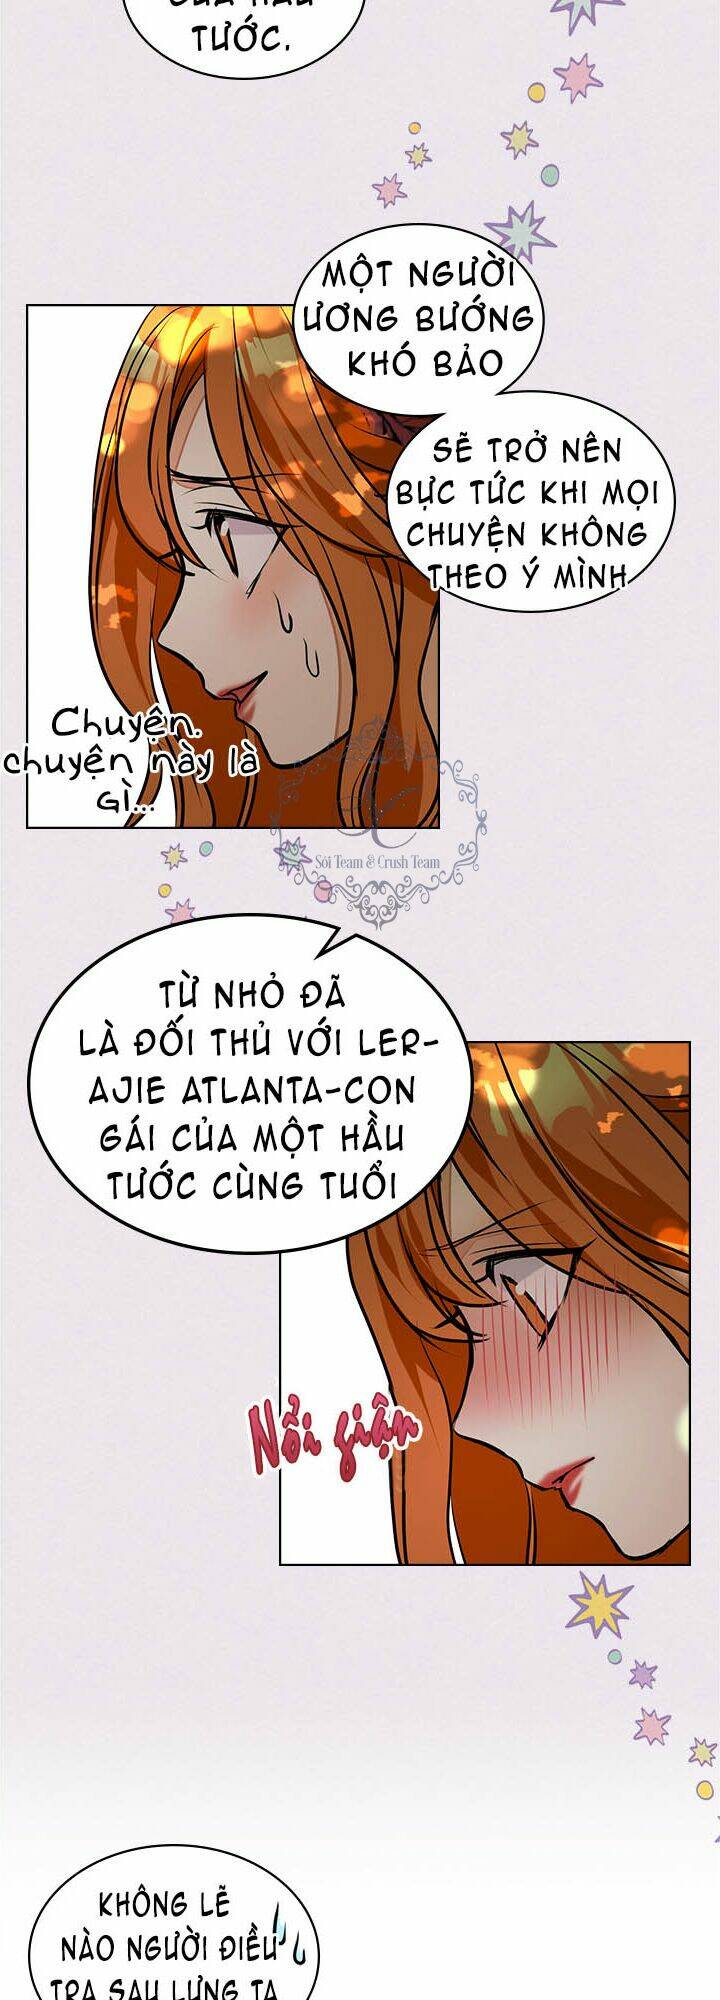 TƯỚC.
MỘT NGƯỜI
ƯƠNG BƯỚNG
KHÓ BẢO
SẼ TRỞ NÊN
BỰC TỨC KHI MỌI
CHUYỆN KHÔNG
THEO Ý MÌNH
Chuyện.
chuyện này là
gì...
Sói Team & Crush Team
TỪ NHỎ ĐÃ
LÀ ĐỐI THỦ VỚI LER-
AJIE ATLANTA-CON
GÁI CỦA MỘT HẦU
TƯỚC CÙNG TUỔI
Nổi giận
KHÔNG LẼ
NÀO NGƯỜI ĐIỀU
TRA SAU LƯNG TA